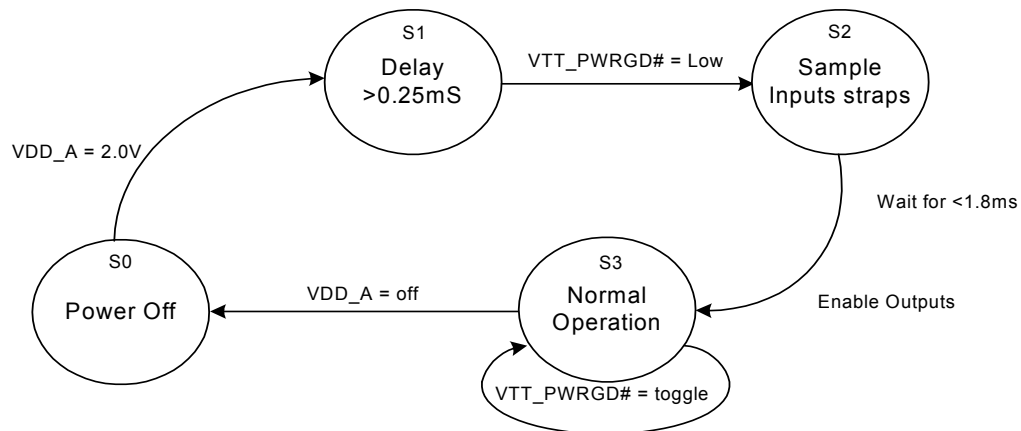 S1
Delay
>0.25mS
VTT_PWRGD# = Low
S2
Sample
Inputs straps
VDD_A = 2.0V
Wait for <1.8ms
S0
Power Off
VDD_A = off
S3
Normal
Operation
Enable Outputs
VTT_PWRGD# = toggle